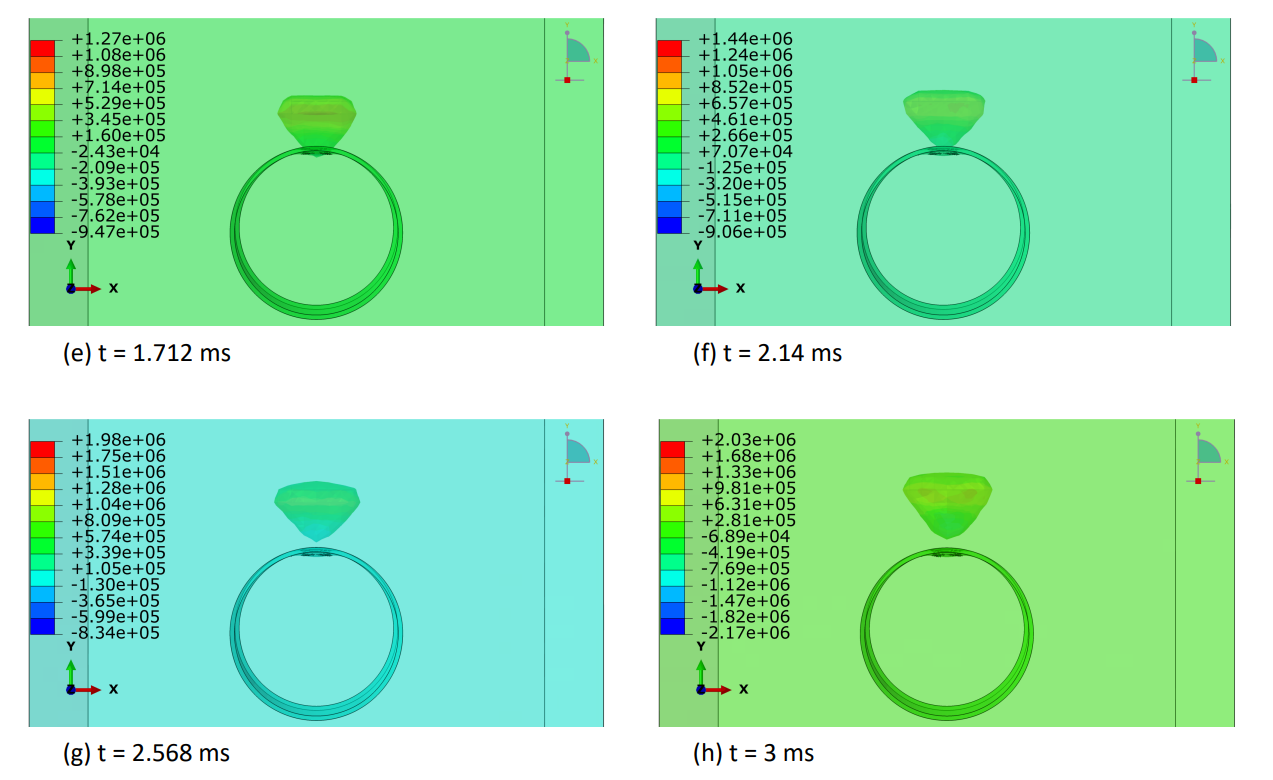 +1.27e+06
+1.08e+06
+8.98e+05
+7.14e+05
+5.29e+05
+3.45e+05
+1.60e+05
-2.43e+04
-2.09e+05
-3.93e+05
-5.78e+05
-7.62e+05
-9.47e+05
Y
X
Y
X
(e) t = 1.712 ms
+1.44e+06
+1.24e+06
+1.05e+06
+8.52e+05
+6.57e+05
+4.61e+05
+2.66e+05
+7.07e+04
-1.25e+05
-3.20e+05
-5.15e+05
-7.11e+05
-9.06e+05
Y
X
Y
X
(f) t = 2.14 ms
+1.98e+06
+1.75e+06
+1.51e+06
+1.28e+06
+1.04e+06
+8.09e+05
+5.74e+05
+3.39e+05
+1.05e+05
-1.30e+05
-3.65e+05
-5.99e+05
-8.34e+05
Y
X
Y
X
(g) t = 2.568 ms
+2.03e+06
+1.68e+06
+1.33e+06
+9.81e+05
+6.31e+05
+2.81e+05
-6.89e+04
-4.19e+05
-7.69e+05
-1.12e+06
-1.47e+06
-1.82e+06
-2.17e+06
Y
X
Y
X
(h) t = 3 ms